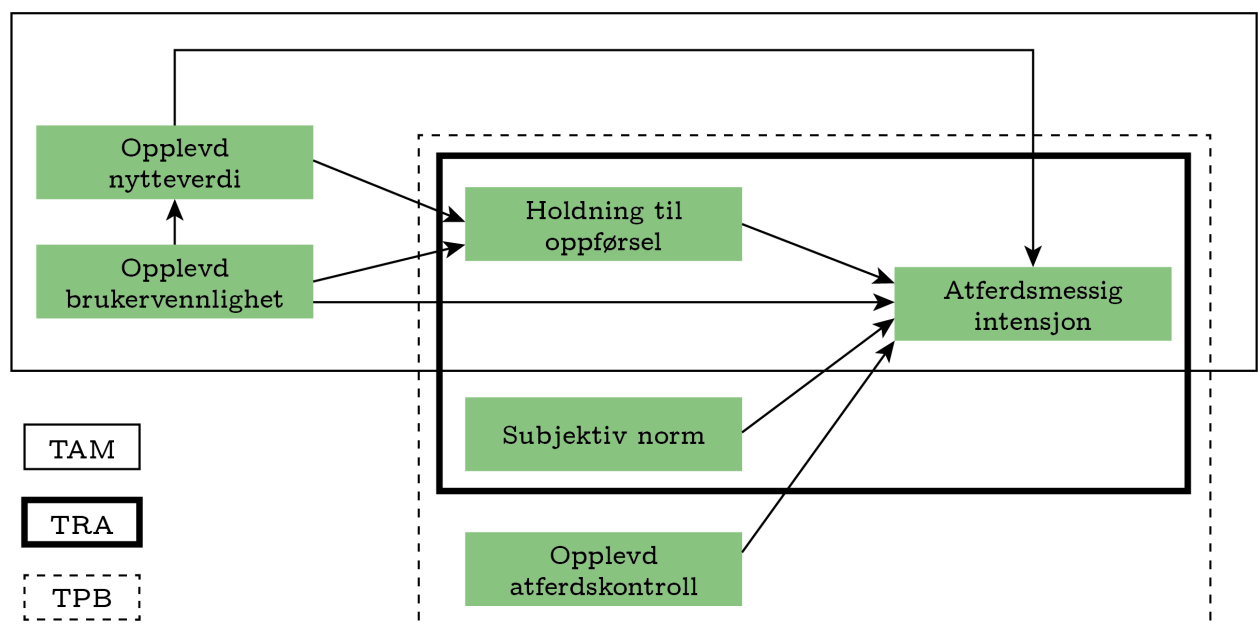 Opplevd
nytteverdi
Opplevd
brukervennlighet
Holdning til
oppførsel
Atferdsmessig
intensjon
Subjektiv norm
Opplevd
atferdskontroll
TAM
TRA
TPB